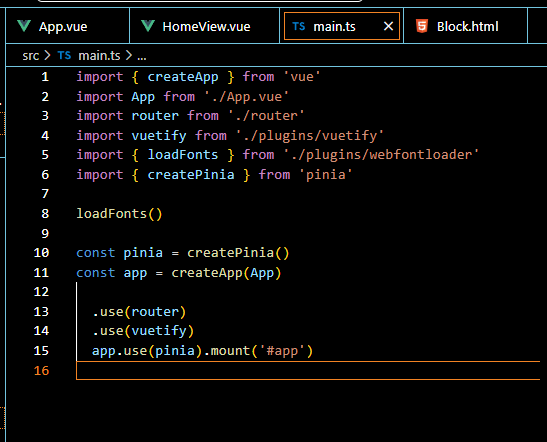 App.vue
HomeView.vue
TS main.ts ×
Block.html
src > TS main.ts > ...
1 import { createApp } from 'vue'
2 import App from './App.vue'
3 import router from './router'
4 import vuetify from './plugins/vuetify'
5 import { loadFonts } from './plugins/webfontloader'
6 import { createPinia } from 'pinia'
7
8 loadFonts()
9
10 const pinia = createPinia()
11 const app = createApp(App)
12
13 .use(router)
14 .use(vuetify)
15 app.use(pinia).mount('#app')
16